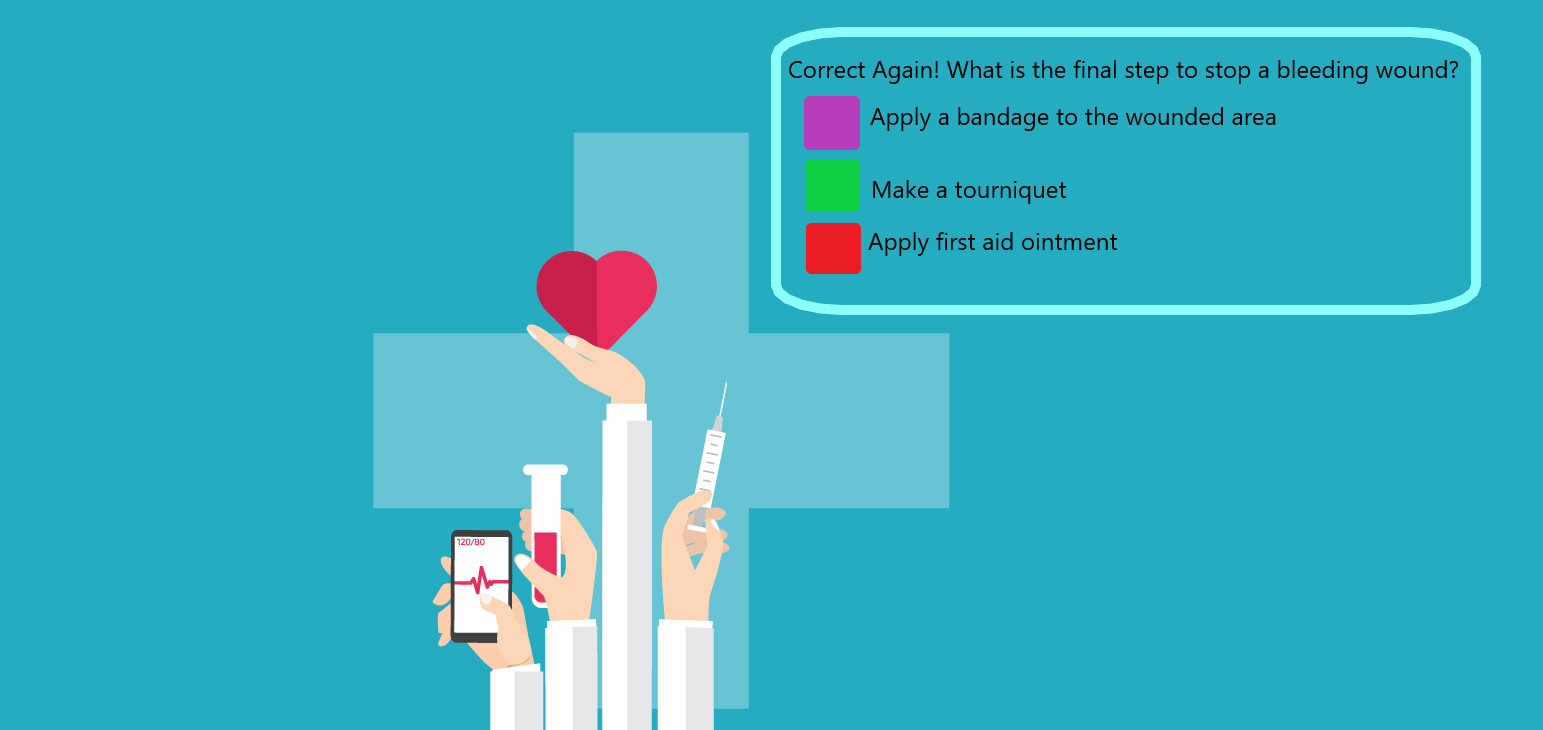 Correct Again! What is the final step to stop a bleeding wound?
Apply a bandage to the wounded area
Make a tourniquet
Apply first aid ointment
120/80